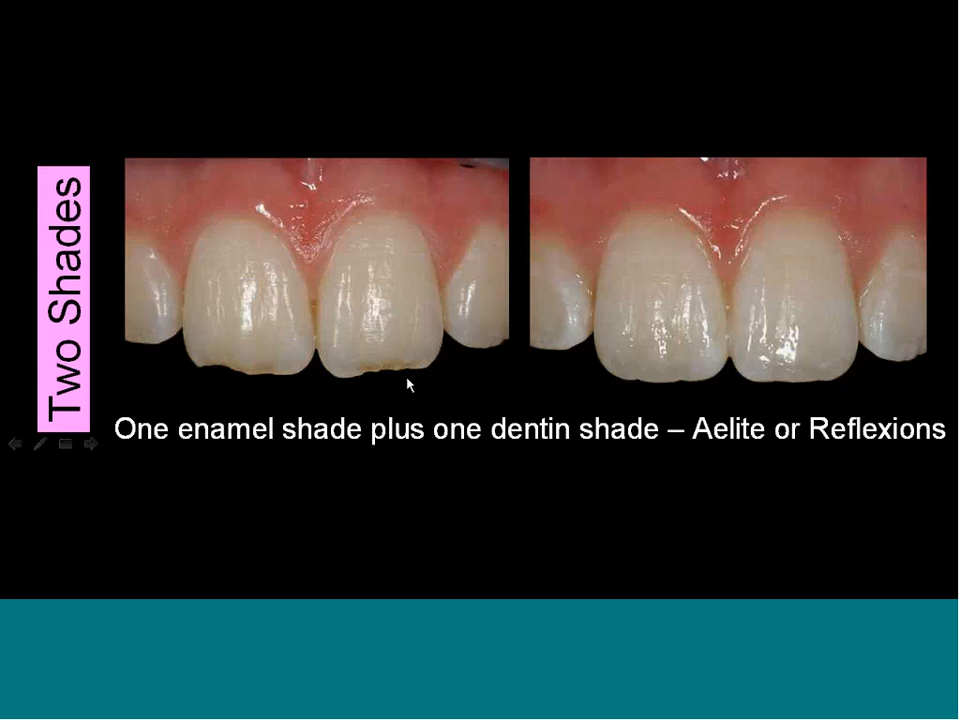 Two Shades
One enamel shade plus one dentin shade – Aelite or Reflexions